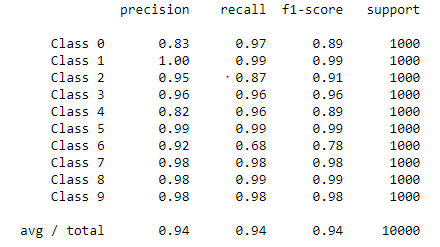 precision recall f1-score support
Class 0 0.83 0.97 0.89 1000
Class 1 1.00 0.99 0.99 1000
Class 2 0.95 0.87 0.91 1000
Class 3 0.96 0.96 0.96 1000
Class 4 0.82 0.96 0.89 1000
Class 5 0.99 0.99 0.99 1000
Class 6 0.92 0.68 0.78 1000
Class 7 0.98 0.98 0.98 1000
Class 8 0.98 0.99 0.99 1000
Class 9 0.98 0.98 0.98 1000
avg / total 0.94 0.94 0.94 10000